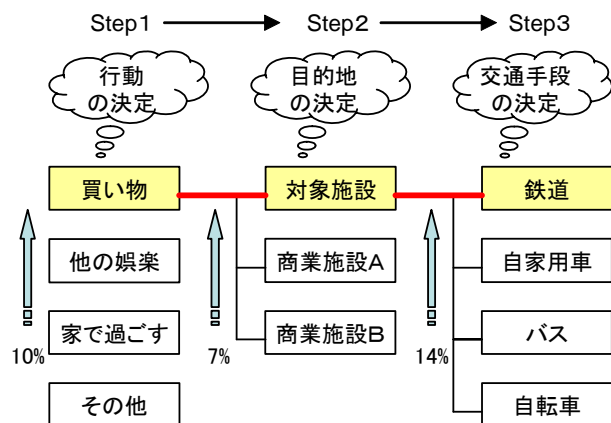 Step1
Step2
Step3
行動
の決定
目的地
の決定
交通手段
の決定
買い物
対象施設
鉄道
他の娯楽
商業施設A
自家用車
家で過ごす
商業施設B
バス
10%
7%
14%
その他
自転車